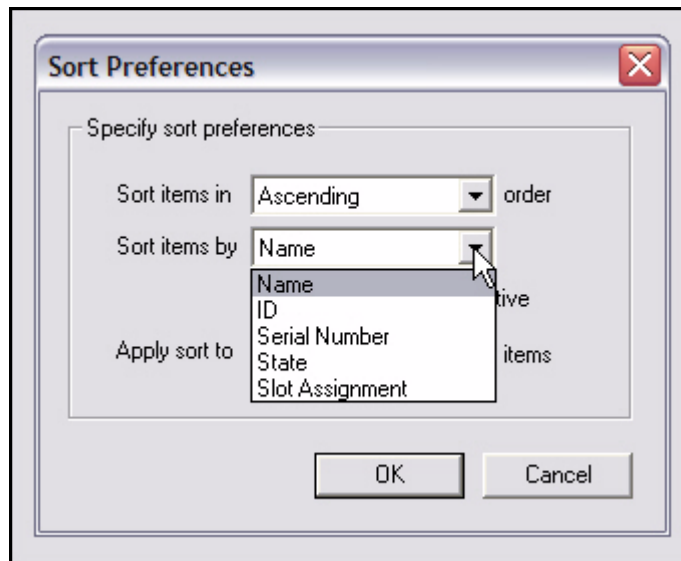 Sort Preferences
Specify sort preferences
Sort items in Ascending order
Sort items by Name
Name
ID
tive
Serial Number
Apply sort to items
State
Slot Assignment
OK Cancel